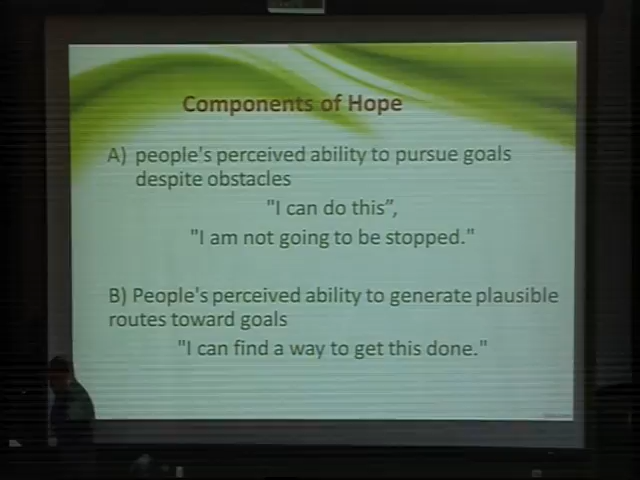 Components of Hope
A) people's perceived ability to pursue goals
despite obstacles
"I can do this”,
"I am not going to be stopped."
B) People's perceived ability to generate plausible
routes toward goals
"I can find a way to get this done."